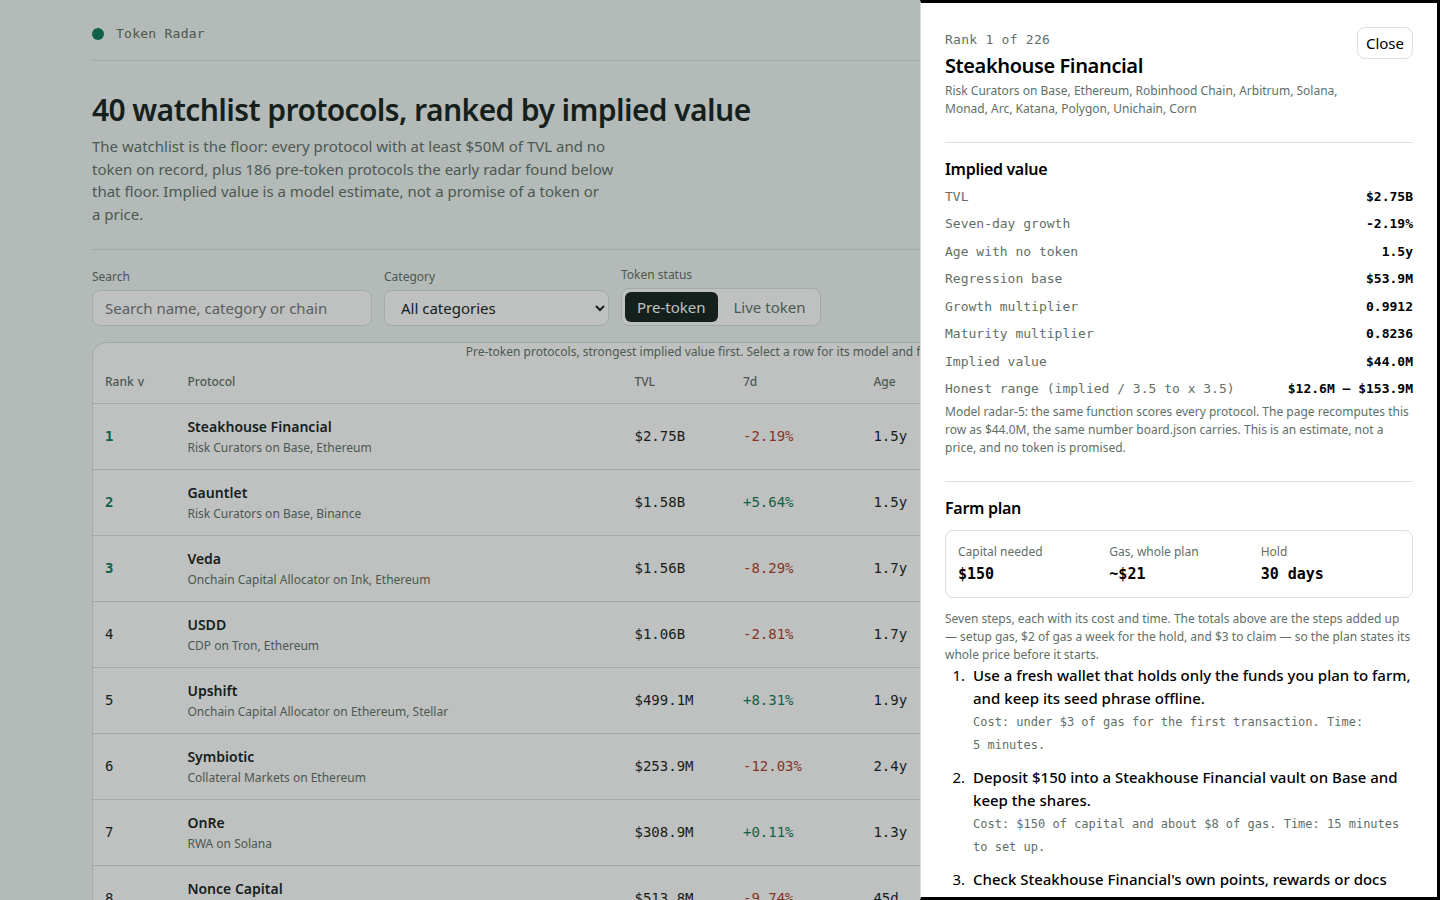 Token Radar
40 watchlist protocols, ranked by implied value
The watchlist is the floor: every protocol with at least $50M of TVL and no
token on record, plus 186 pre-token protocols the early radar found below
that floor. Implied value is a model estimate, not a promise of a token or
a price.
Search
Category
Token status
Search name, category or chain
All categories
Pre-token
Live token
Pre-token protocols, strongest implied value first. Select a row for its model and f
Rank v
Protocol
TVL
7d
Age
1
Steakhouse Financial
Risk Curators on Base, Ethereum
$2.75B
-2.19%
1.5y
2
Gauntlet
Risk Curators on Base, Binance
$1.58B
+5.64%
1.5y
3
Veda
Onchain Capital Allocator on Ink, Ethereum
$1.56B
-8.29%
1.7y
4
USDD
CDP on Tron, Ethereum
$1.06B
-2.81%
1.7y
5
Upshift
Onchain Capital Allocator on Ethereum, Stellar
$499.1M
+8.31%
1.9y
6
Symbiotic
Collateral Markets on Ethereum
$253.9M
-12.03%
2.4y
7
OnRe
RWA on Solana
$308.9M
+0.11%
1.3y
8
Nonce Capital
$513.8M
-9.74%
45d
Rank 1 of 226
Close
Steakhouse Financial
Risk Curators on Base, Ethereum, Robinhood Chain, Arbitrum, Solana,
Monad, Arc, Katana, Polygon, Unichain, Corn
Implied value
TVL $2.75B
Seven-day growth -2.19%
Age with no token 1.5y
Regression base $53.9M
Growth multiplier 0.9912
Maturity multiplier 0.8236
Implied value $44.0M
Honest range (implied / 3.5 to x 3.5) $12.6M — $153.9M
Model radar-5: the same function scores every protocol. The page recomputes this
row as $44.0M, the same number board.json carries. This is an estimate, not a
price, and no token is promised.
Farm plan
Capital needed
Gas, whole plan
Hold
$150
~$21
30 days
Seven steps, each with its cost and time. The totals above are the steps added up
— setup gas, $2 of gas a week for the hold, and $3 to claim — so the plan states its
whole price before it starts.
1. Use a fresh wallet that holds only the funds you plan to farm,
and keep its seed phrase offline.
Cost: under $3 of gas for the first transaction. Time:
5 minutes.
2. Deposit $150 into a Steakhouse Financial vault on Base and
keep the shares.
Cost: $150 of capital and about $8 of gas. Time: 15 minutes
to set up.
3. Check Steakhouse Financial's own points, rewards or docs